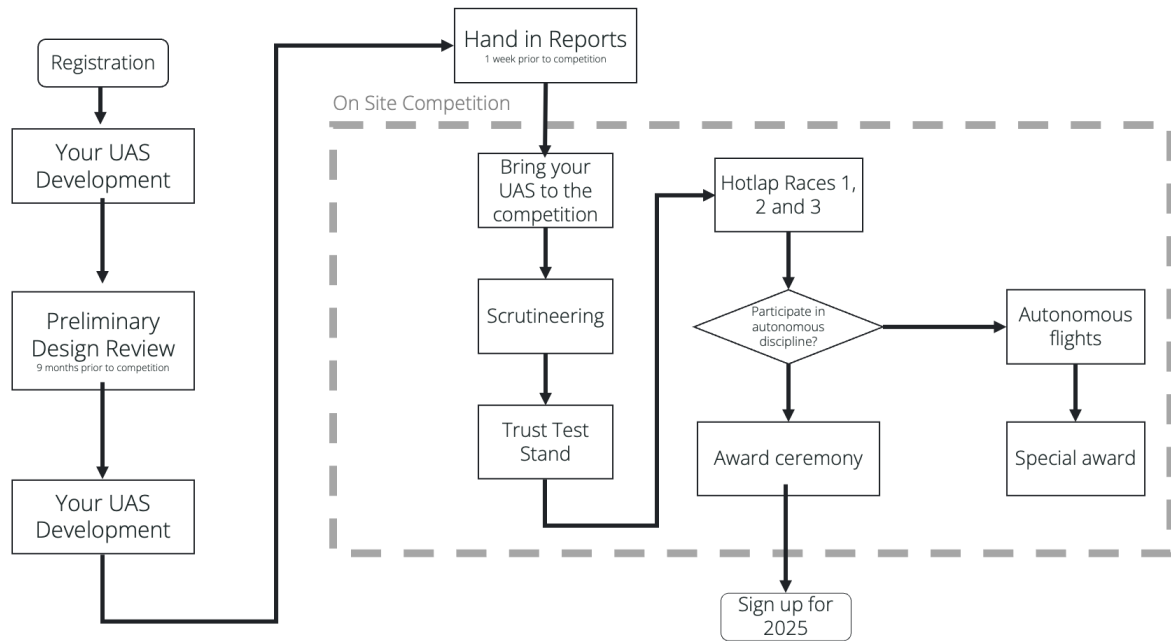 Registration
Your UAS
Development
Preliminary
Design Review
9 months prior to competition
Your UAS
Development
Hand in Reports
1 week prior to competition
On Site Competition
Bring your
UAS to the
competition
Scrutineering
Trust Test
Stand
Hotlap Races 1,
2 and 3
Participate in
autonomous
discipline?
Autonomous
flights
Special award
Award ceremony
Sign up for
2025